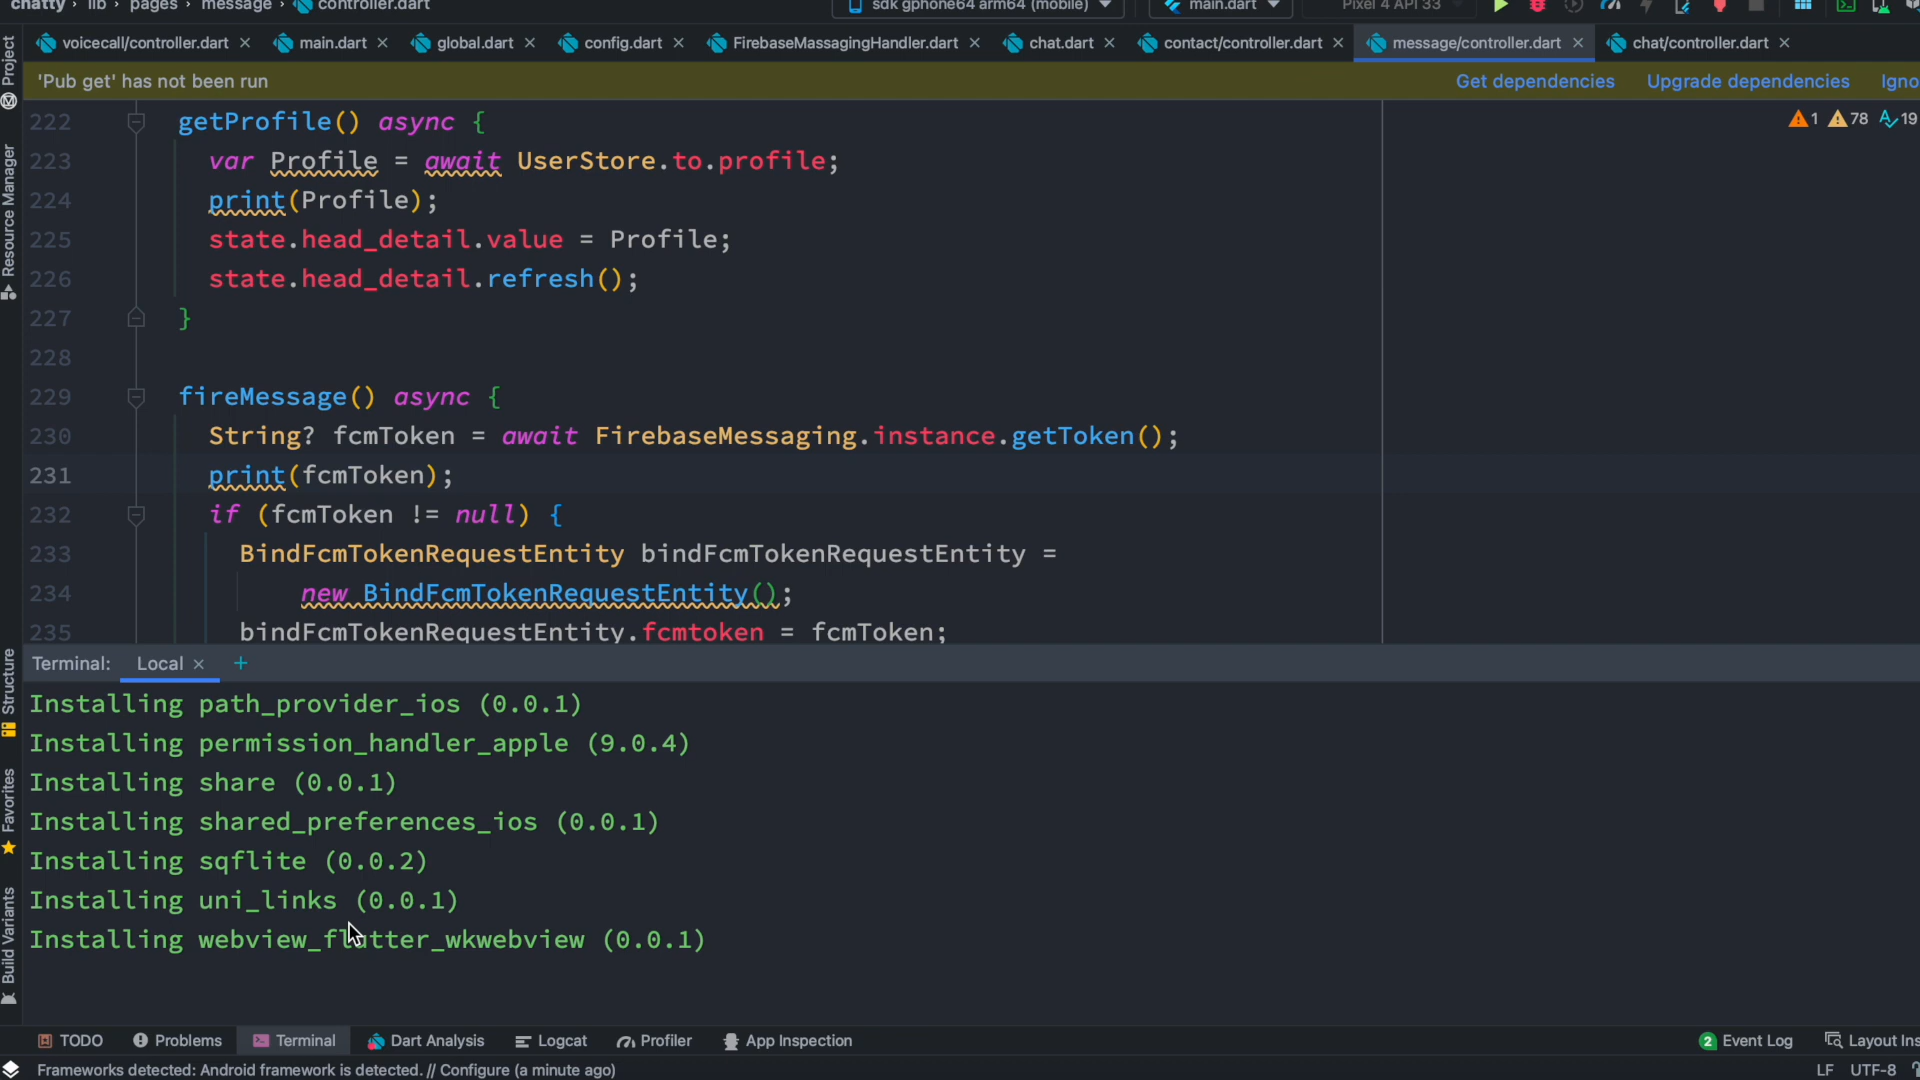 chatty › lib › pages › message › controller.dart
sdk gphone64 arm64 (mobile)
main.dart
Pixel 4 API 33
voicecall/controller.dart
main.dart
global.dart
config.dart
FirebaseMassagingHandler.dart
chat.dart
contact/controller.dart
message/controller.dart
chat/controller.dart
'Pub get' has not been run
Get dependencies
Upgrade dependencies
Igno
1 78 19
222 getProfile() async {
223 var Profile = await UserStore.to.profile;
224 print(Profile);
225 state.head_detail.value = Profile;
226 state.head_detail.refresh();
227 }
228
229 fireMessage() async {
230 String? fcmToken = await FirebaseMessaging.instance.getToken();
231 print(fcmToken);
232 if (fcmToken != null) {
233 BindFcmTokenRequestEntity bindFcmTokenRequestEntity =
234 new BindFcmTokenRequestEntity();
235 bindFcmTokenRequestEntity.fcmtoken = fcmToken;
Project
Resource Manager
Structure
Favorites
Build Variants
Terminal: Local +
Installing path_provider_ios (0.0.1)
Installing permission_handler_apple (9.0.4)
Installing share (0.0.1)
Installing shared_preferences_ios (0.0.1)
Installing sqflite (0.0.2)
Installing uni_links (0.0.1)
Installing webview_flutter_wkwebview (0.0.1)
TODO
Problems
Terminal
Dart Analysis
Logcat
Profiler
App Inspection
2 Event Log
Layout Ins
Frameworks detected: Android framework is detected. // Configure (a minute ago)
LF UTF-8